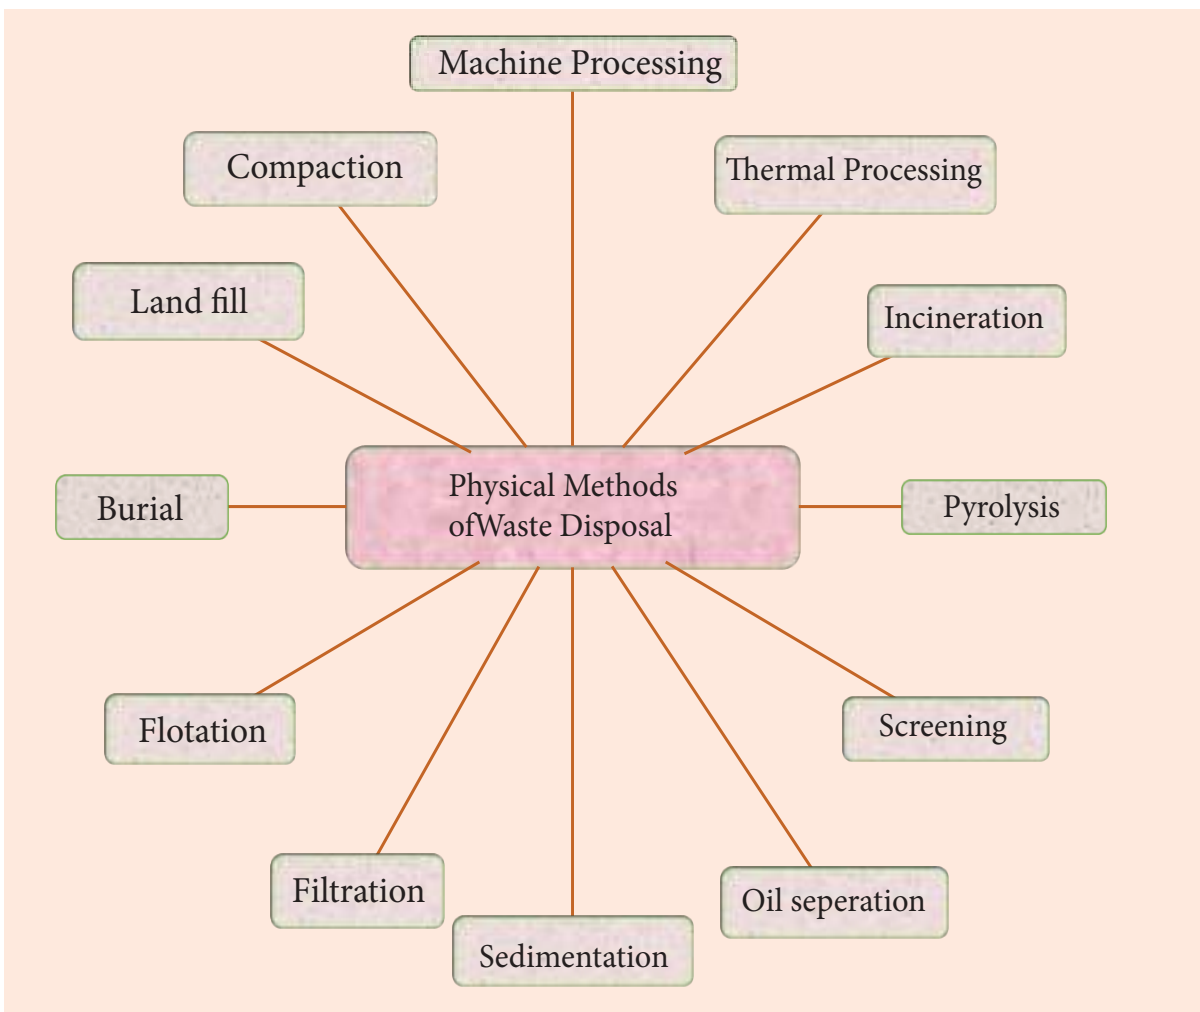 Machine Processing
Compaction
Thermal Processing
Land fill
Incineration
Physical Methods
ofWaste Disposal
Burial
Pyrolysis
Flotation
Screening
Filtration
Oil seperation
Sedimentation